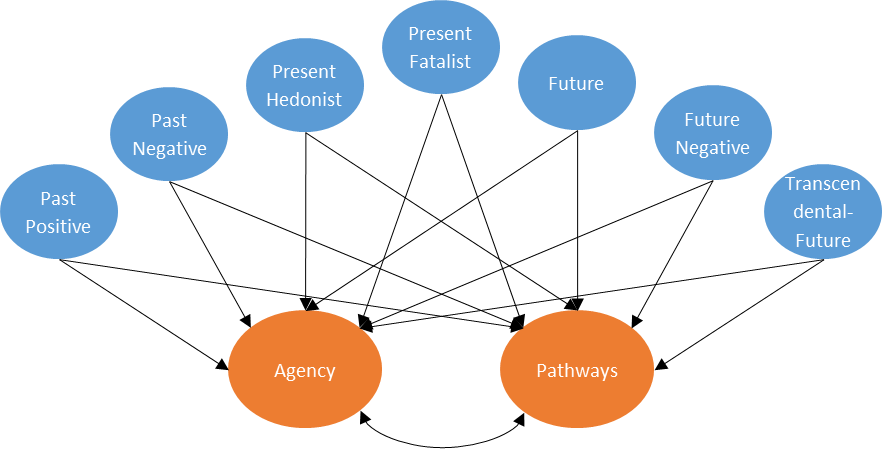 Past
Positive
Past
Negative
Present
Hedonist
Present
Fatalist
Future
Future
Negative
Transcen
dental-
Future
Agency
Pathways